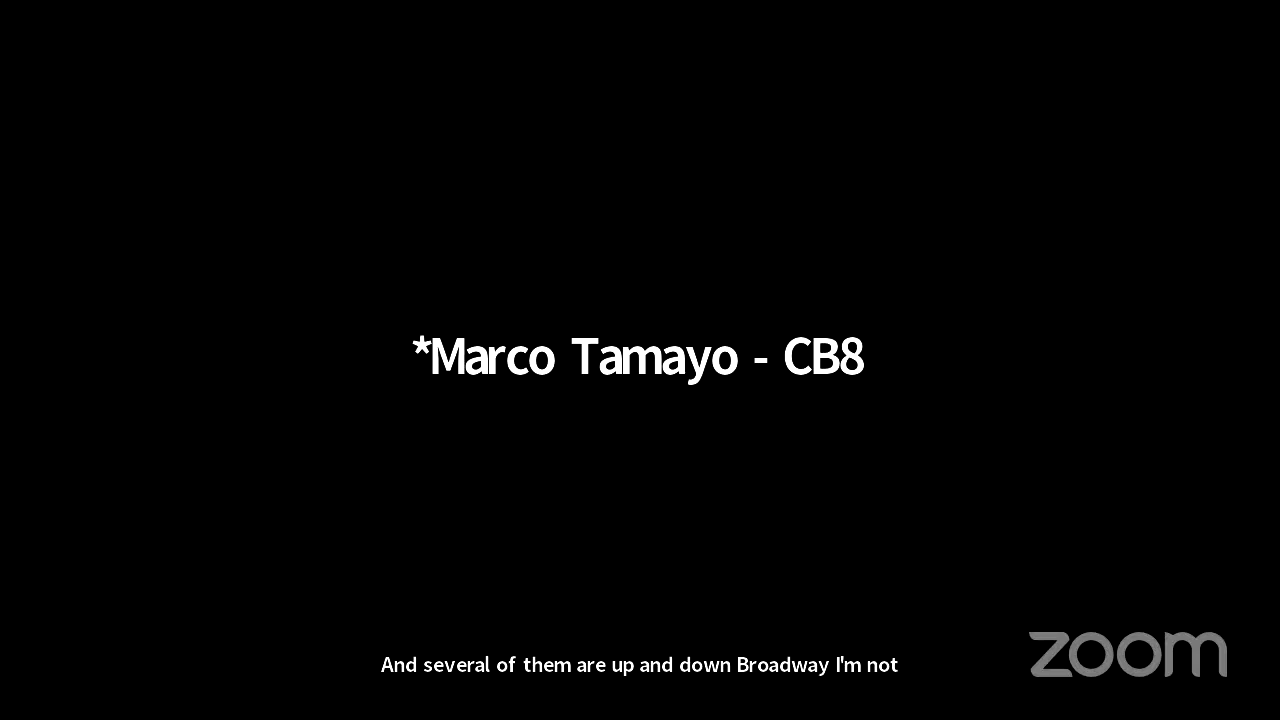 *Marco Tamayo - CB8
And several of them are up and down Broadway I'm not
zoom